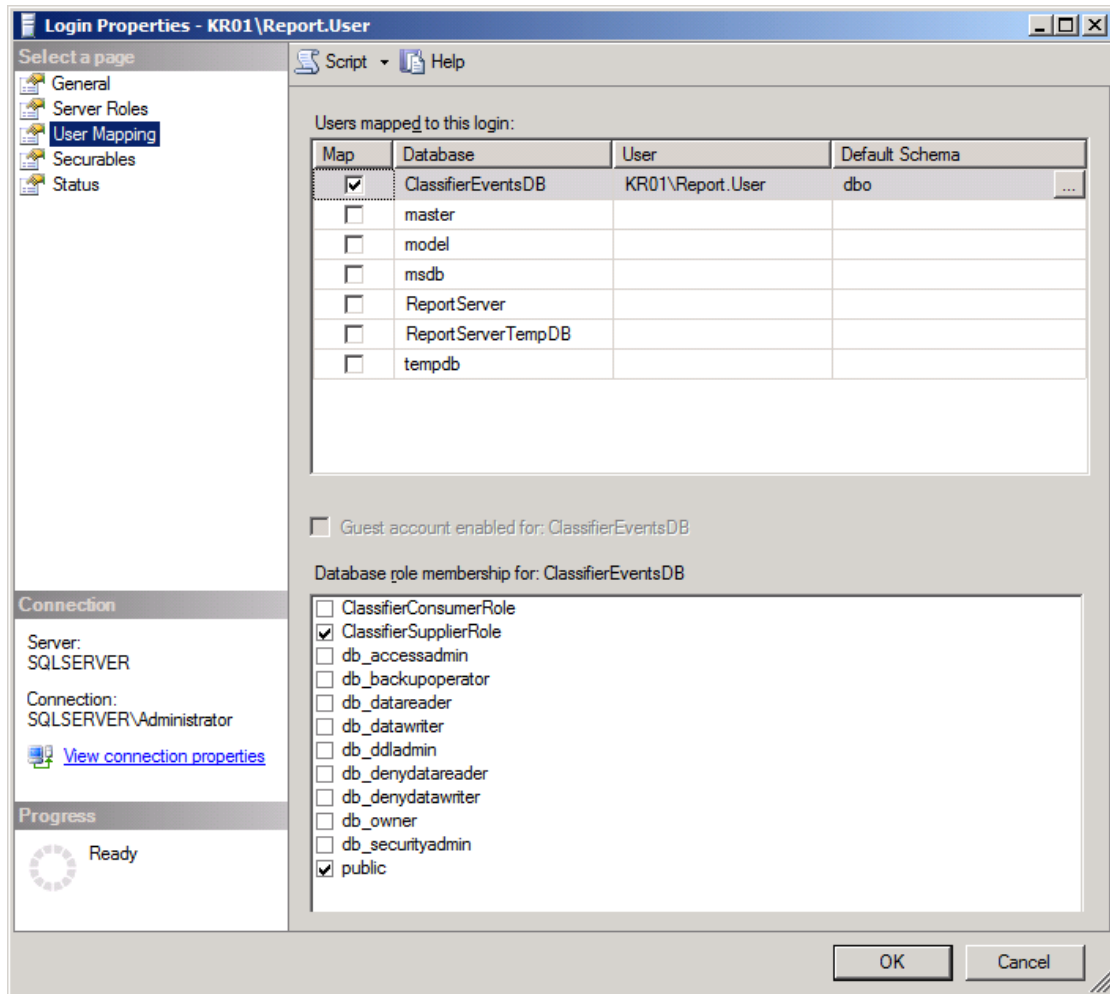 Login Properties - KR01\Report.User
Select a page
General
Server Roles
User Mapping
Securables
Status
Script
Help
Users mapped to this login:
Map Database User Default Schema
ClassifierEventsDB KR01\Report.User dbo ...
master
model
msdb
ReportServer
ReportServerTempDB
tempdb
Guest account enabled for: ClassifierEventsDB
Database role membership for: ClassifierEventsDB
ClassifierConsumerRole
ClassifierSupplierRole
db_accessadmin
db_backupoperator
db_datareader
db_datawriter
db_ddladmin
db_denydatareader
db_denydatawriter
db_owner
db_securityadmin
public
Connection
Server:
SQLSERVER
Connection:
SQLSERVER\Administrator
View connection properties
Progress
Ready
OK Cancel